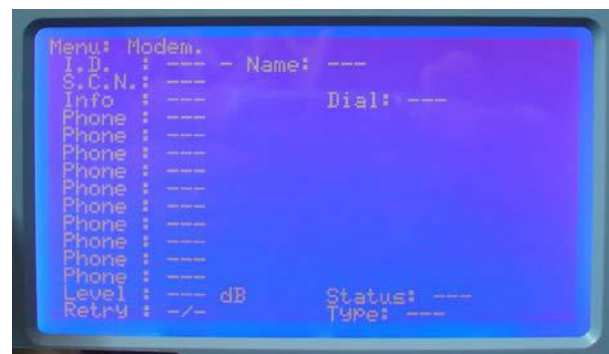 Menu: Modem.
I.D. : --- - Name: ---
S.C.N.: ---
Info : --- Dial: ---
Phone : ---
Phone : ---
Phone : ---
Phone : ---
Phone : ---
Phone : ---
Phone : ---
Phone : ---
Phone : ---
Phone : ---
Level : --- dB Status: ---
Retry : -/- Type: ---